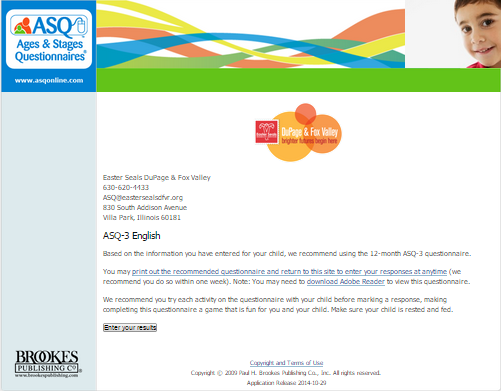 ASQ
Ages & Stages
Questionnaires®
www.asqonline.com
Easter Seals
DuPage & Fox Valley
brighter futures begin here
Easter Seals DuPage & Fox Valley
630-620-4433
ASQ@eastersealsdfvr.org
830 South Addison Avenue
Villa Park, Illinois 60181
ASQ-3 English
Based on the information you have entered for your child, we recommend using the 12-month ASQ-3 questionnaire.
You may print out the recommended questionnaire and return to this site to enter your responses at anytime (we
recommend you do so within one week). Note: You may need to download Adobe Reader to view this questionnaire.
We recommend you try each activity on the questionnaire with your child before marking a response, making
completing this questionnaire a game that is fun for you and your child. Make sure your child is rested and fed.
Enter your results
BROOKES
PUBLISHING CO®
www.brookespublishing.com
Copyright and Terms of Use
Copyright © 2009 Paul H. Brookes Publishing Co., Inc. All rights reserved.
Application Release 2014-10-29